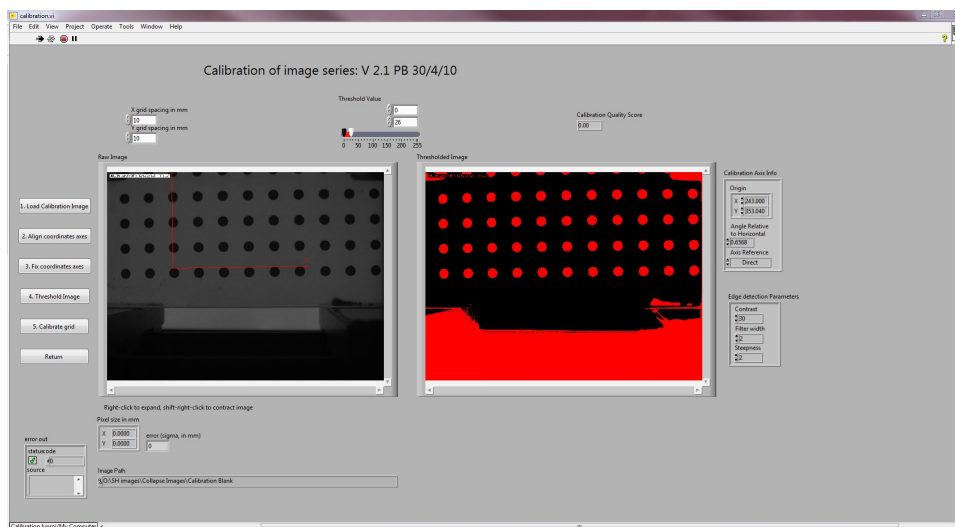 calibration.vi
File Edit View Project Operate Tools Window Help
Calibration of image series: V 2.1 PB 30/4/10
X grid spacing in mm
10
Y grid spacing in mm
10
Threshold Value
0
26
0 50 100 150 200 255
Calibration Quality Score
0.00
Raw Image
Thresholded Image
1. Load Calibration Image
2. Align coordinates axes
3. Fix coordinates axes
4. Threshold Image
5. Calibrate grid
Return
Calibration Axis Info
Origin
X 243.000
Y 353.040
Angle Relative
to Horizontal
0.6568
Axis Reference
Direct
Edge detection Parameters
Contrast
30
Filter width
2
Steepness
2
Right-click to expand, shift-right-click to contract image
Pixel size in mm
X 0.0000
Y 0.0000
error (sigma, in mm)
0
error out
status code
source
Image Path
O:\SH images\Collapse Images\Calibration Blank